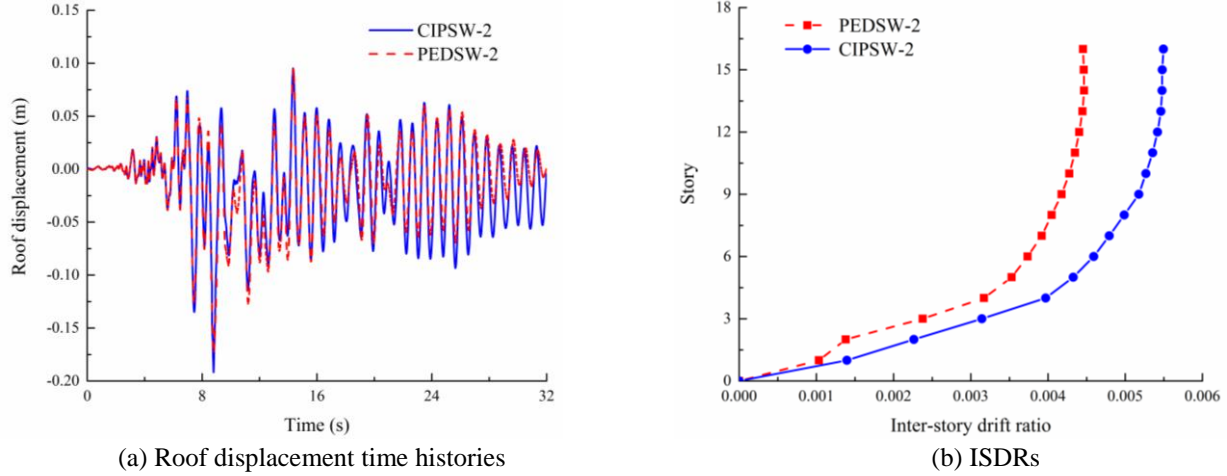 0.15
0.10
0.05
0.00
-0.05
-0.10
-0.15
-0.20
Roof displacement (m)
CIPSW-2
PEDSW-2
0 8 16 24 32
Time (s)
(a) Roof displacement time histories
18
15
12
9
6
3
0
Story
PEDSW-2
CIPSW-2
0.000 0.001 0.002 0.003 0.004 0.005 0.006
Inter-story drift ratio
(b) ISDRs